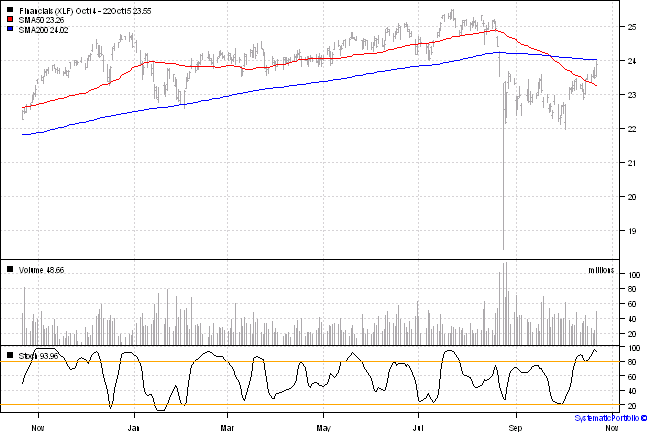 Financials (XLF) Oct14 - 22Oct15 23.55
SMA50 23.26
SMA200 24.02
25
24
23
22
21
20
19
Volume 48.66
millions
100
80
60
40
20
Stoch 93.96
100
80
60
40
20
SystematicPortfolio ©
Nov Jan Mar May Jul Sep Nov